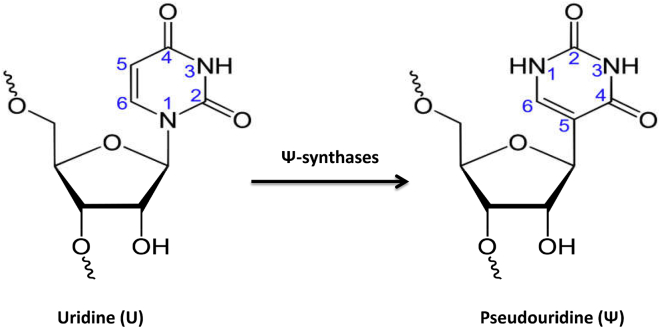 O
4
5
3 NH
6
1
2
N
O
O
O
O
OH
Uridine (U)
Ψ-synthases
O
HN
1
2
3 NH
6
4
5
O
O
O
O
OH
Pseudouridine (Ψ)